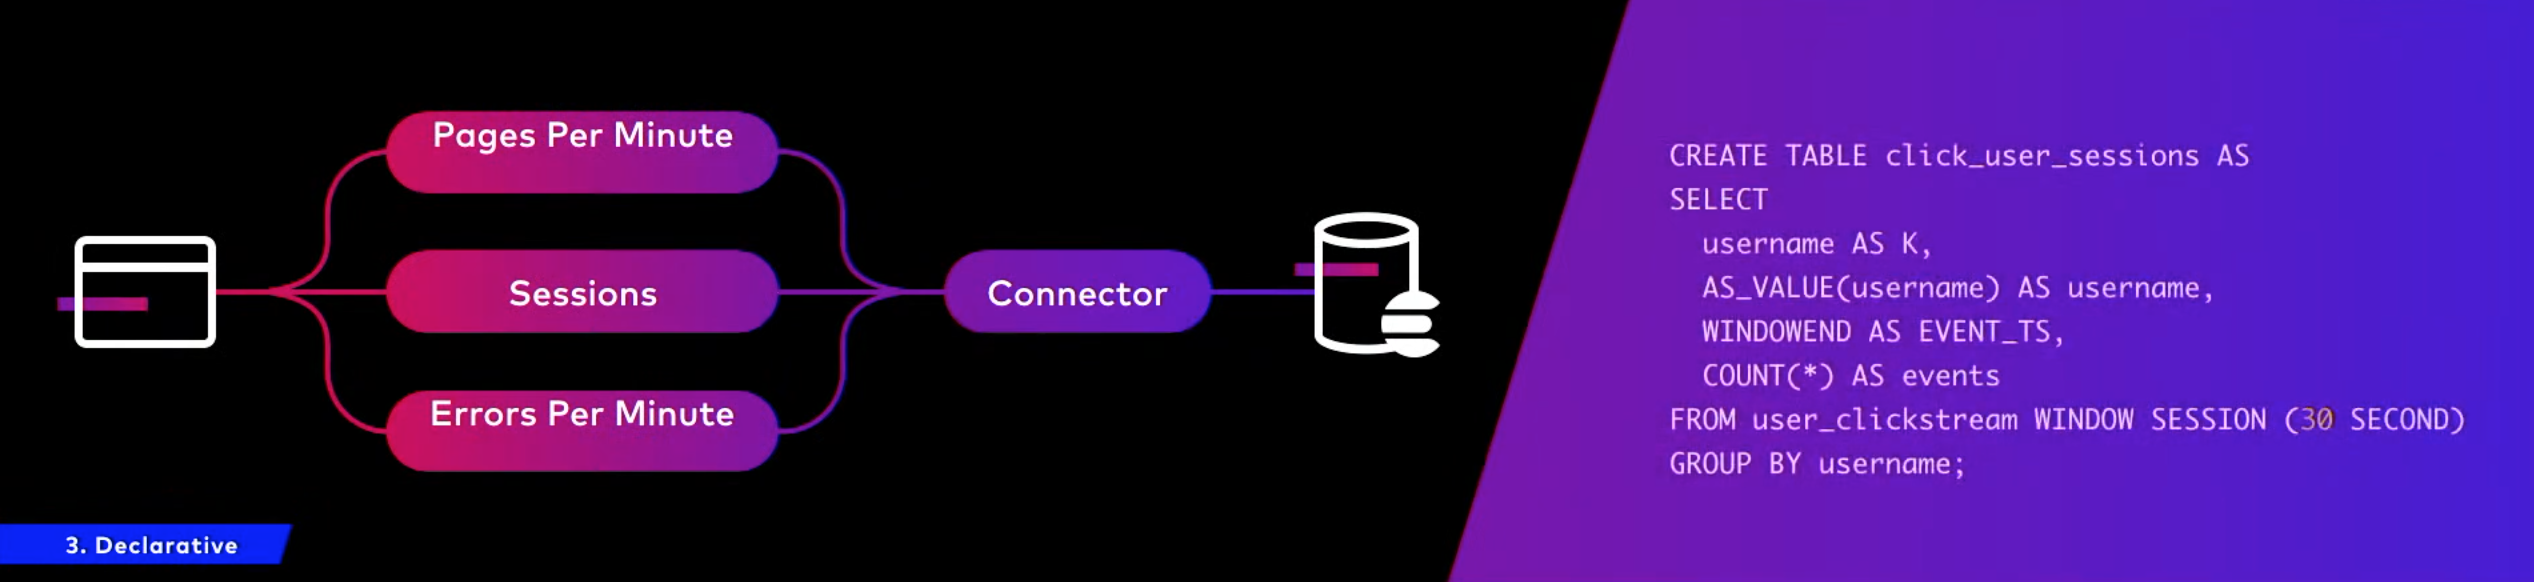 Pages Per Minute
Sessions
Errors Per Minute
Connector
3. Declarative
CREATE TABLE click_user_sessions AS
SELECT
  username AS K,
  AS_VALUE(username) AS username,
  WINDOWEND AS EVENT_TS,
  COUNT(*) AS events
FROM user_clickstream WINDOW SESSION (30 SECOND)
GROUP BY username;